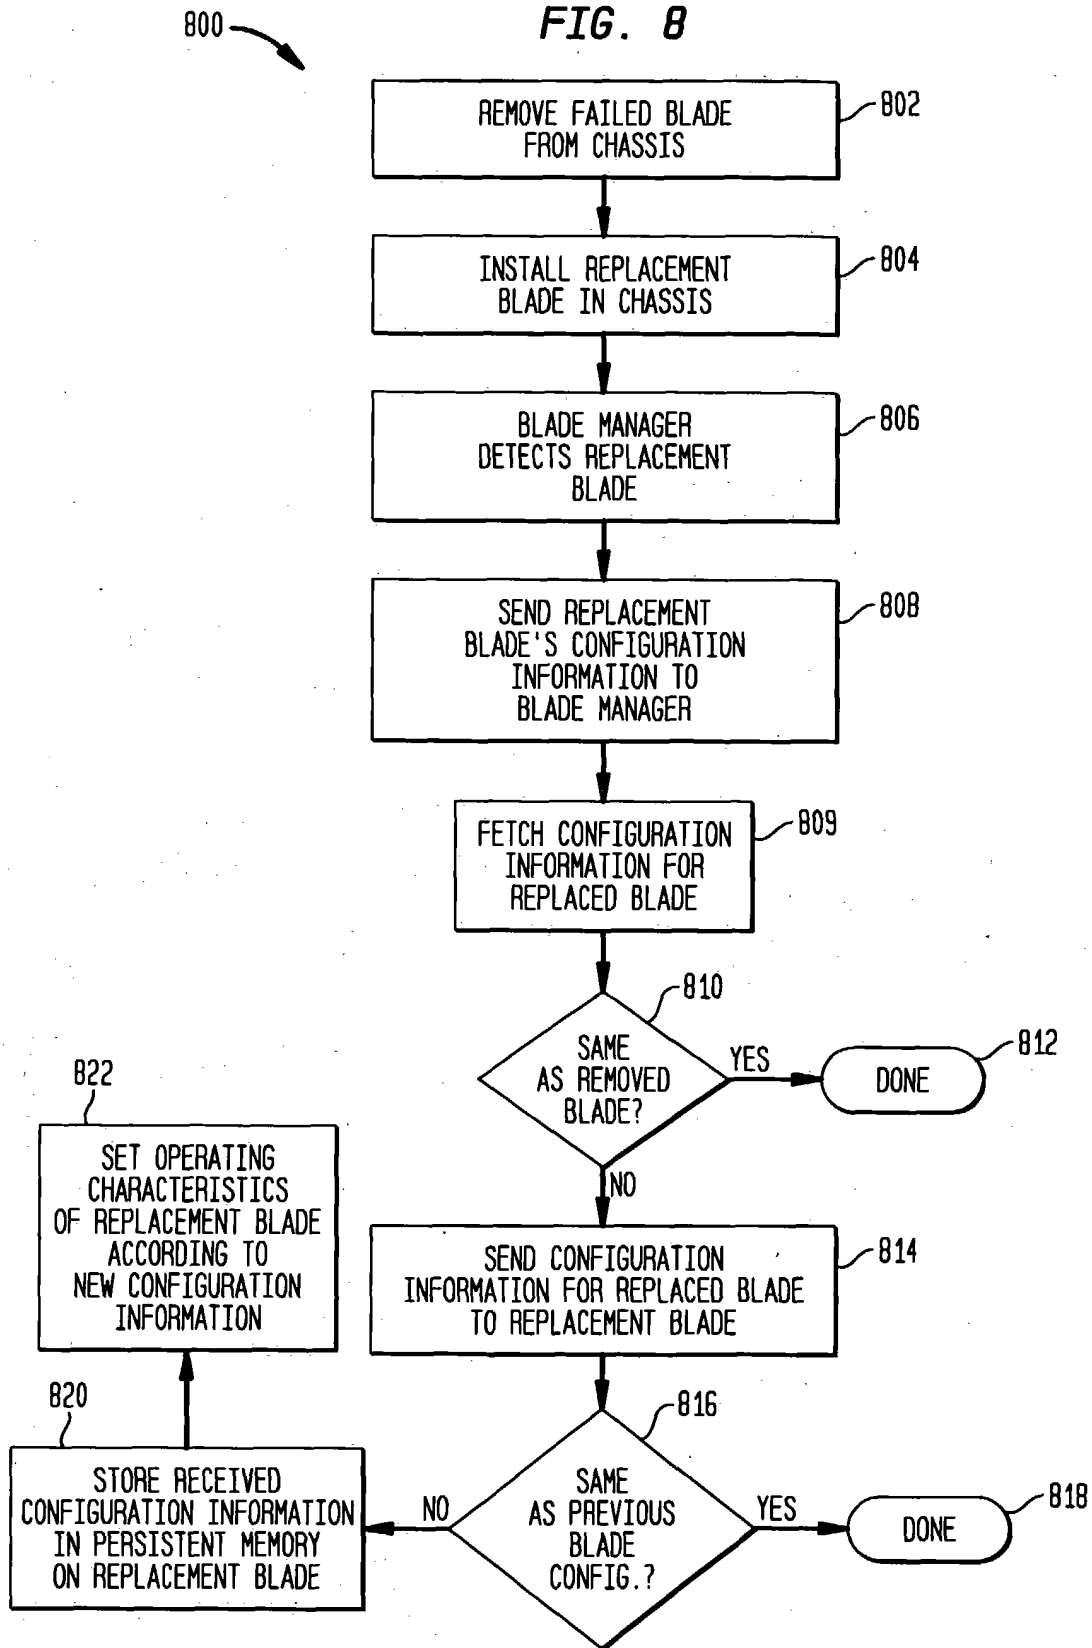 FIG. 8
800
REMOVE FAILED BLADE
FROM CHASSIS
802
INSTALL REPLACEMENT
BLADE IN CHASSIS
804
BLADE MANAGER
DETECTS REPLACEMENT
BLADE
806
SEND REPLACEMENT
BLADE'S CONFIGURATION
INFORMATION TO
BLADE MANAGER
808
FETCH CONFIGURATION
INFORMATION FOR
REPLACED BLADE
809
SAME
AS REMOVED
BLADE?
810
YES
DONE
812
NO
SEND CONFIGURATION
INFORMATION FOR REPLACED BLADE
TO REPLACEMENT BLADE
814
SAME
AS PREVIOUS
BLADE
CONFIG.?
816
YES
DONE
818
NO
STORE RECEIVED
CONFIGURATION INFORMATION
IN PERSISTENT MEMORY
ON REPLACEMENT BLADE
820
SET OPERATING
CHARACTERISTICS
OF REPLACEMENT BLADE
ACCORDING TO
NEW CONFIGURATION
INFORMATION
822